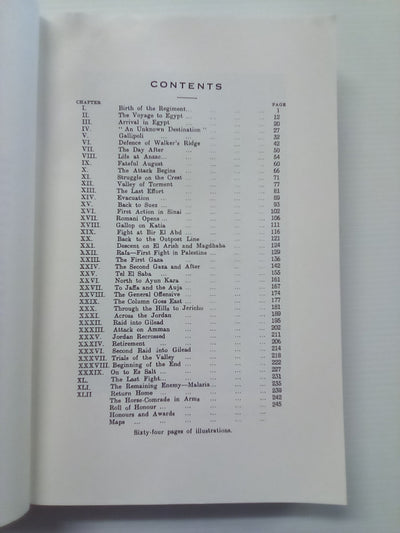 CONTENTS
CHAPTER PAGE
I. Birth of the Regiment... ... ... ... 1
II. The Voyage to Egypt ... ... ... ... 12
III. Arrival in Egypt ... ... ... ... 20
IV. "An Unknown Destination" ... ... ... 27
V. Gallipoli ... ... ... ... 32
VI. Defence of Walker's Ridge ... ... ... 42
VII. The Day After ... ... ... ... 50
VIII. Life at Anzac... ... ... ... 54
IX. Fateful August ... ... ... ... 60
X. The Attack Begins ... ... ... ... 66
XI. Struggle on the Crest ... ... ... 71
XII. Valley of Torment ... ... ... ... 77
XIII. The Last Effort ... ... ... ... 81
XIV. Evacuation ... ... ... ... 89
XV. Back to Suez ... ... ... ... 93
XVI. First Action in Sinai ... ... ... 102
XVII. Romani Opens ... ... ... ... 106
XVIII. Gallop on Katia ... ... ... ... 111
XIX. Fight at Bir El Abd ... ... ... 116
XX. Back to the Outpost Line ... ... ... 121
XXI. Descent on El Arish and Magdhaba ... ... 124
XXII. Rafa—First Fight in Palestine ... ... ... 129
XXIII. The First Gaza ... ... ... ... 136
XXIV. The Second Gaza and After ... ... ... 142
XXV. Tel El Saba ... ... ... ... 155
XXVI. North to Ayun Kara ... ... ... 161
XXVII. To Jaffa and the Auja ... ... ... 167
XXVIII. The General Offensive ... ... ... 174
XXIX. The Column Goes East ... ... ... 177
XXX. Through the Hills to Jericho ... ... ... 181
XXXI. Across the Jordan ... ... ... 189
XXXII. Raid into Gilead ... ... ... ... 195
XXXIII. Attack on Amman ... ... ... ... 202
XXXV. Jordan Recrossed ... ... ... ... 211
XXXIV. Retirement ... ... ... ... 206
XXXVI. Second Raid into Gilead ... ... ... 214
XXXVII. Trials of the Valley ... ... ... 218
XXXVIII. Beginning of the End ... ... ... 222
XXXIX. On to Es Salt ... ... ... ... 227
XL. The Last Fight... ... ... ... 231
XLI. The Remaining Enemy—Malaria... ... ... 235
XLII Return Home ... ... ... ... 238
The Horse-Comrade in Arms ... ... ... 242
Roll of Honour ... ... ... ... 245
Honours and Awards ... ... ...
Maps ... ... ... ... ...
Sixty-four pages of illustrations.